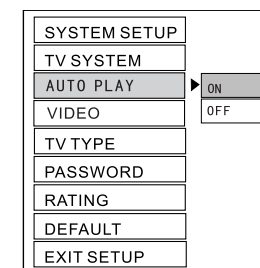 SYSTEM SETUP
TV SYSTEM
AUTO PLAY
ON
VIDEO
OFF
TV TYPE
PASSWORD
RATING
DEFAULT
EXIT SETUP